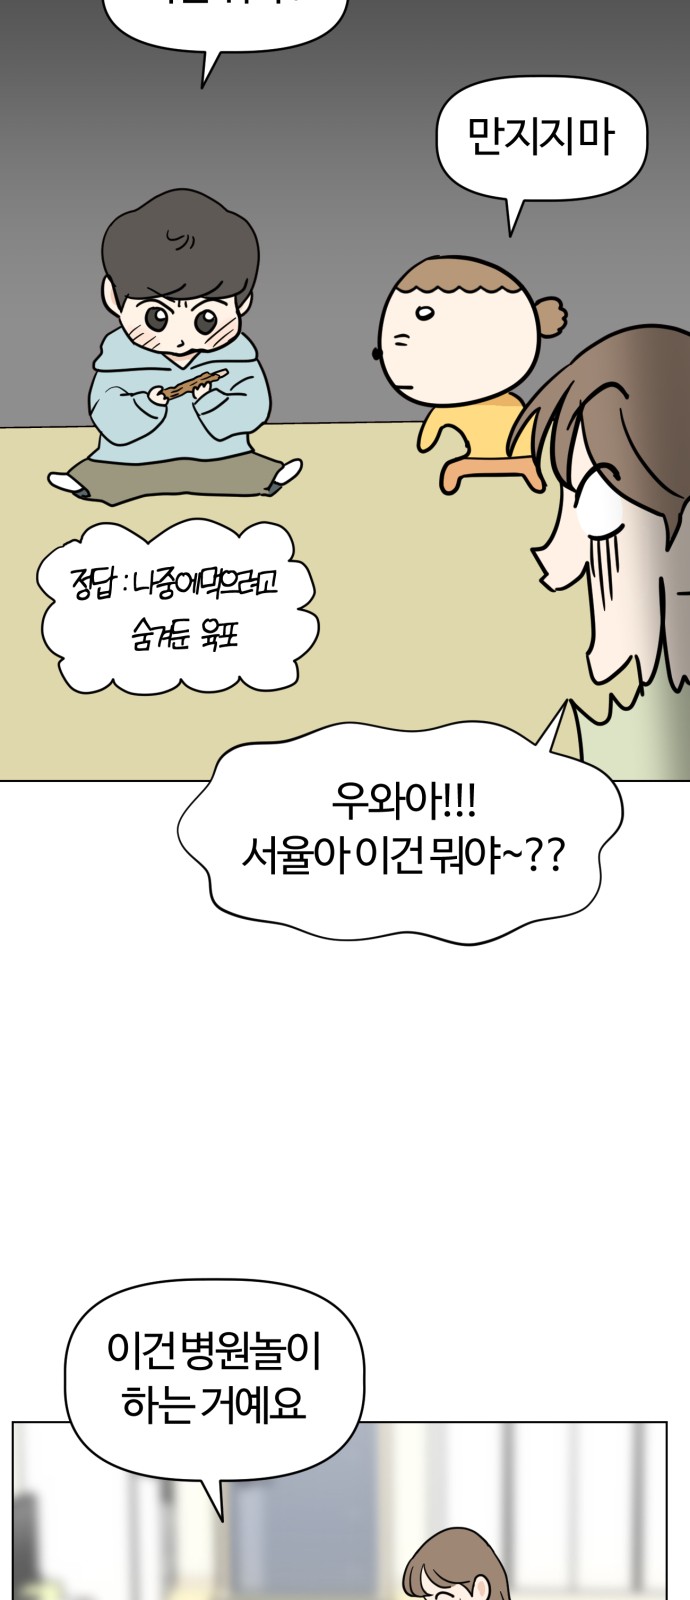 만지지 마
정답 : 나중에 먹으려고
숨겨둔 육포
우와아!!!
서율아 이건 뭐야~??
이건 병원놀이
하는 거예요